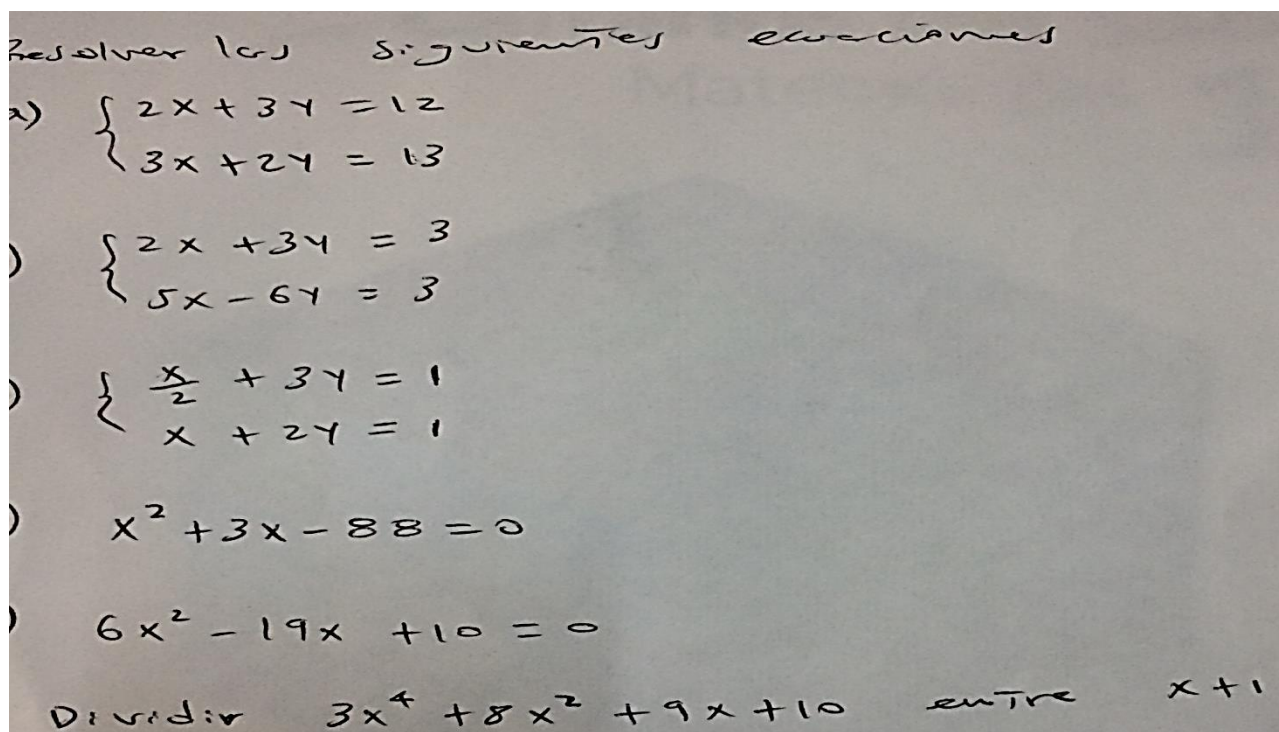 Resolver las siguientes ecuaciones
a) { 2x + 3y = 12
3x + 2y = 13
) { 2x + 3y = 3
5x - 6y = 3
) { x/2 + 3y = 1
x + 2y = 1
) x² + 3x - 88 = 0
) 6x² - 19x + 10 = 0
Dividir 3x⁴ + 8x² + 9x + 10 entre x + 1